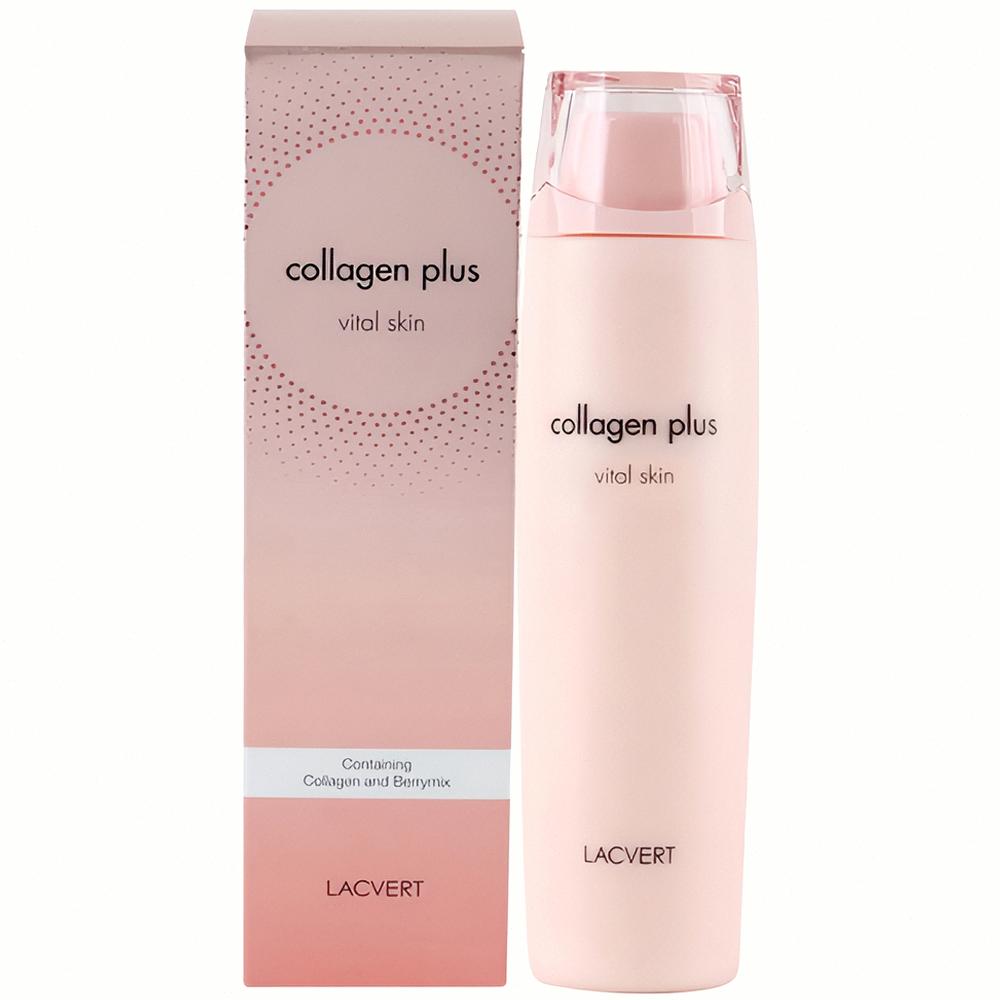 collagen plus
vital skin
Containing
Collagen and Berrymix
LACVERT
collagen plus
vital skin
LACVERT